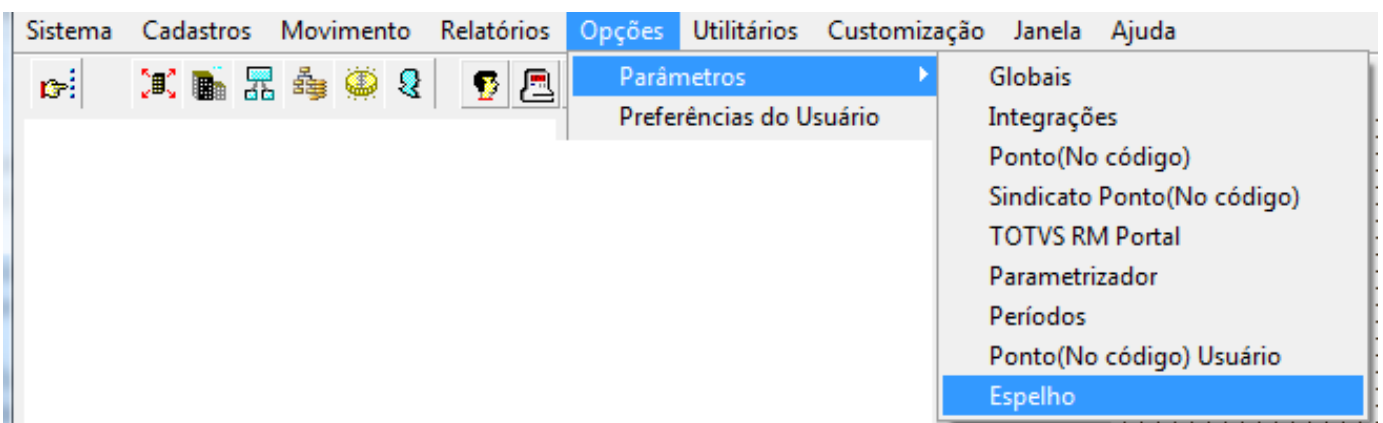 Sistema Cadastros Movimento Relatórios Opções Utilitários Customização Janela Ajuda
Parâmetros
Preferências do Usuário
Globais
Integrações
Ponto(No código)
Sindicato Ponto(No código)
TOTVS RM Portal
Parametrizador
Períodos
Ponto(No código) Usuário
Espelho